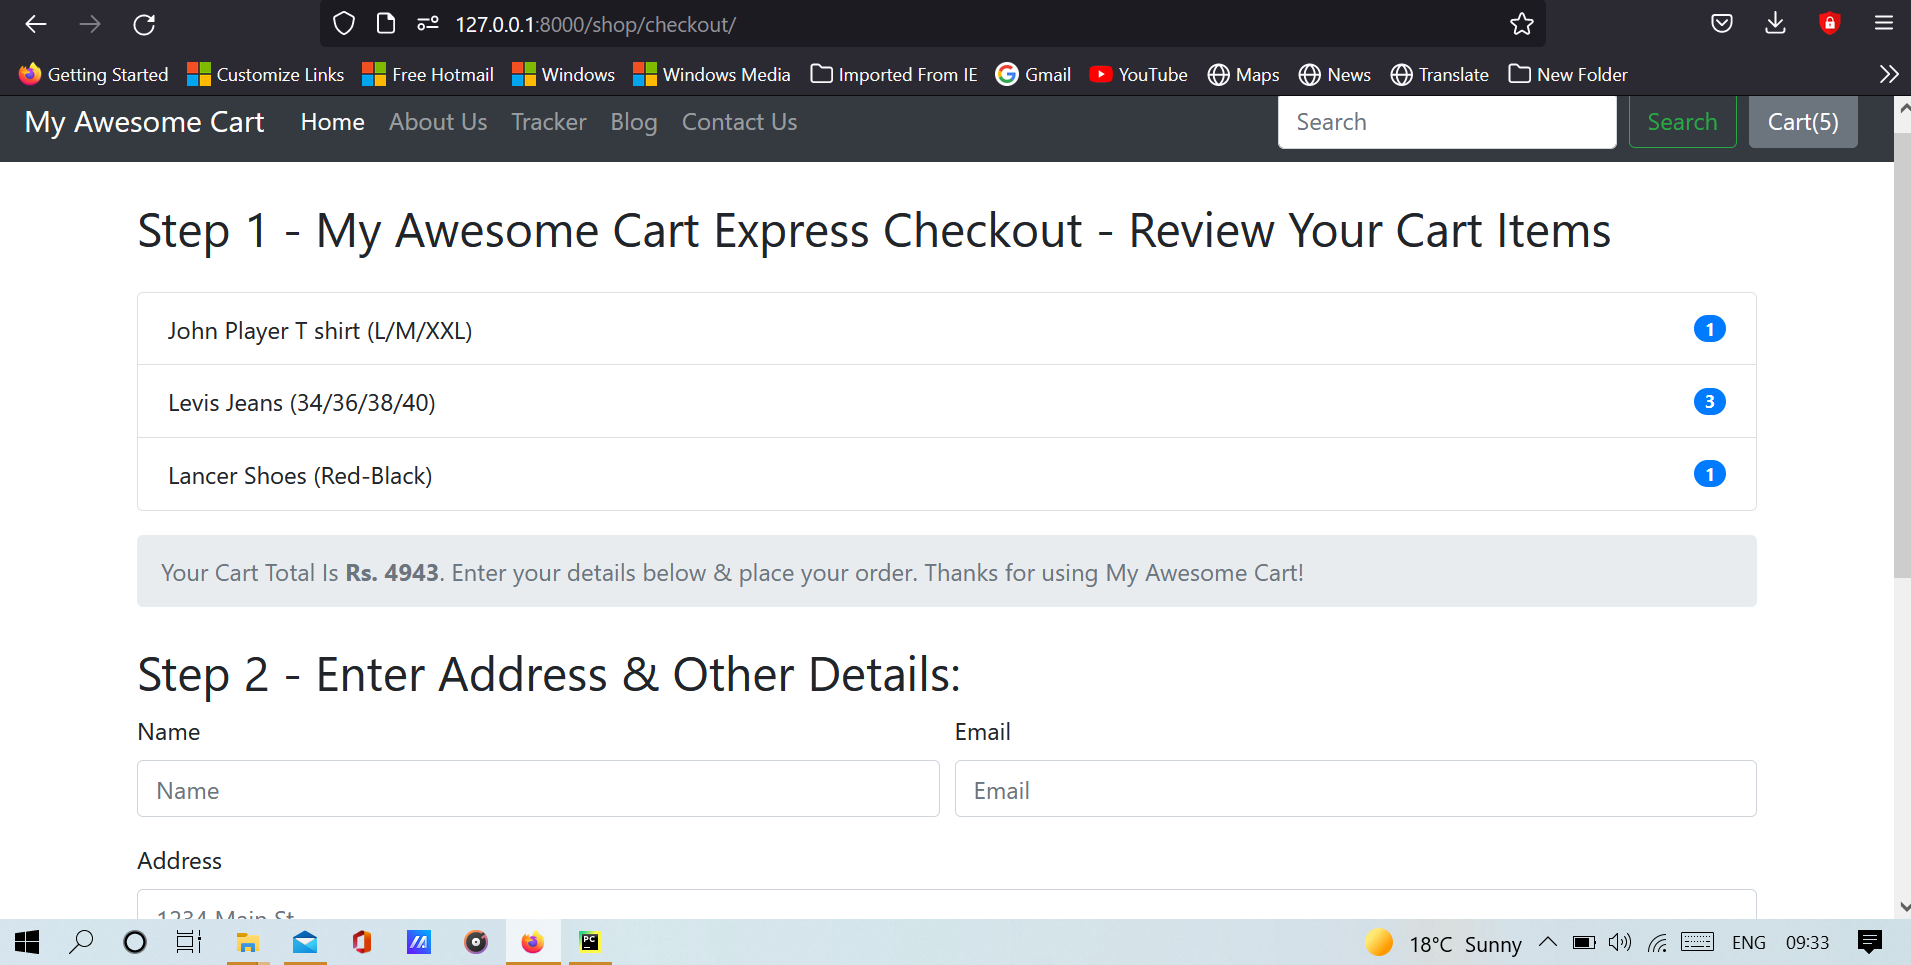 127.0.0.1:8000/shop/checkout/
Getting Started Customize Links Free Hotmail Windows Windows Media Imported From IE Gmail YouTube Maps News Translate New Folder
My Awesome Cart Home About Us Tracker Blog Contact Us Search Search Cart(5)
Step 1 - My Awesome Cart Express Checkout - Review Your Cart Items
John Player T shirt (L/M/XXL) 1
Levis Jeans (34/36/38/40) 3
Lancer Shoes (Red-Black) 1
Your Cart Total Is Rs. 4943. Enter your details below & place your order. Thanks for using My Awesome Cart!
Step 2 - Enter Address & Other Details:
Name Email
Name Email
Address
1234 Main St
PC 18°C Sunny ENG 09:33